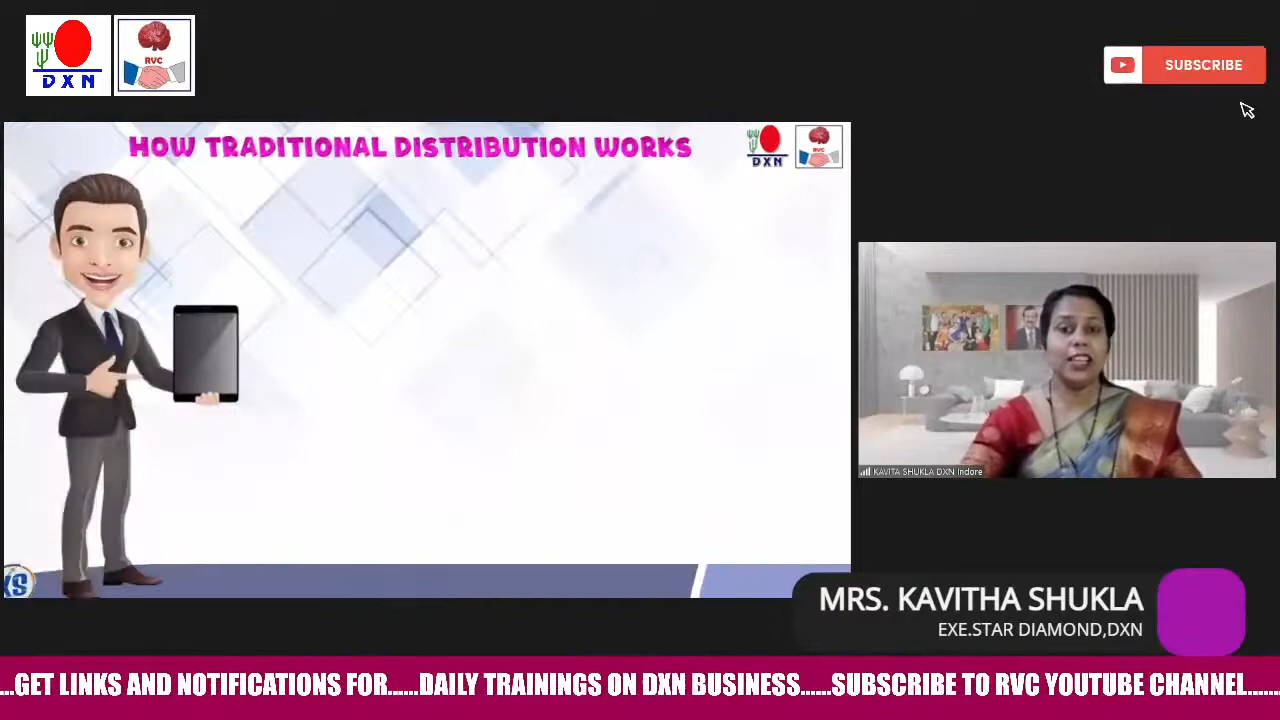 DXN
RVC
SUBSCRIBE
HOW TRADITIONAL DISTRIBUTION WORKS
DXN
RVC
KAVITA SHUKLA DXN Indore
XS
MRS. KAVITHA SHUKLA
EXE.STAR DIAMOND,DXN
...GET LINKS AND NOTIFICATIONS FOR......DAILY TRAININGS ON DXN BUSINESS......SUBSCRIBE TO RVC YOUTUBE CHANNEL.......